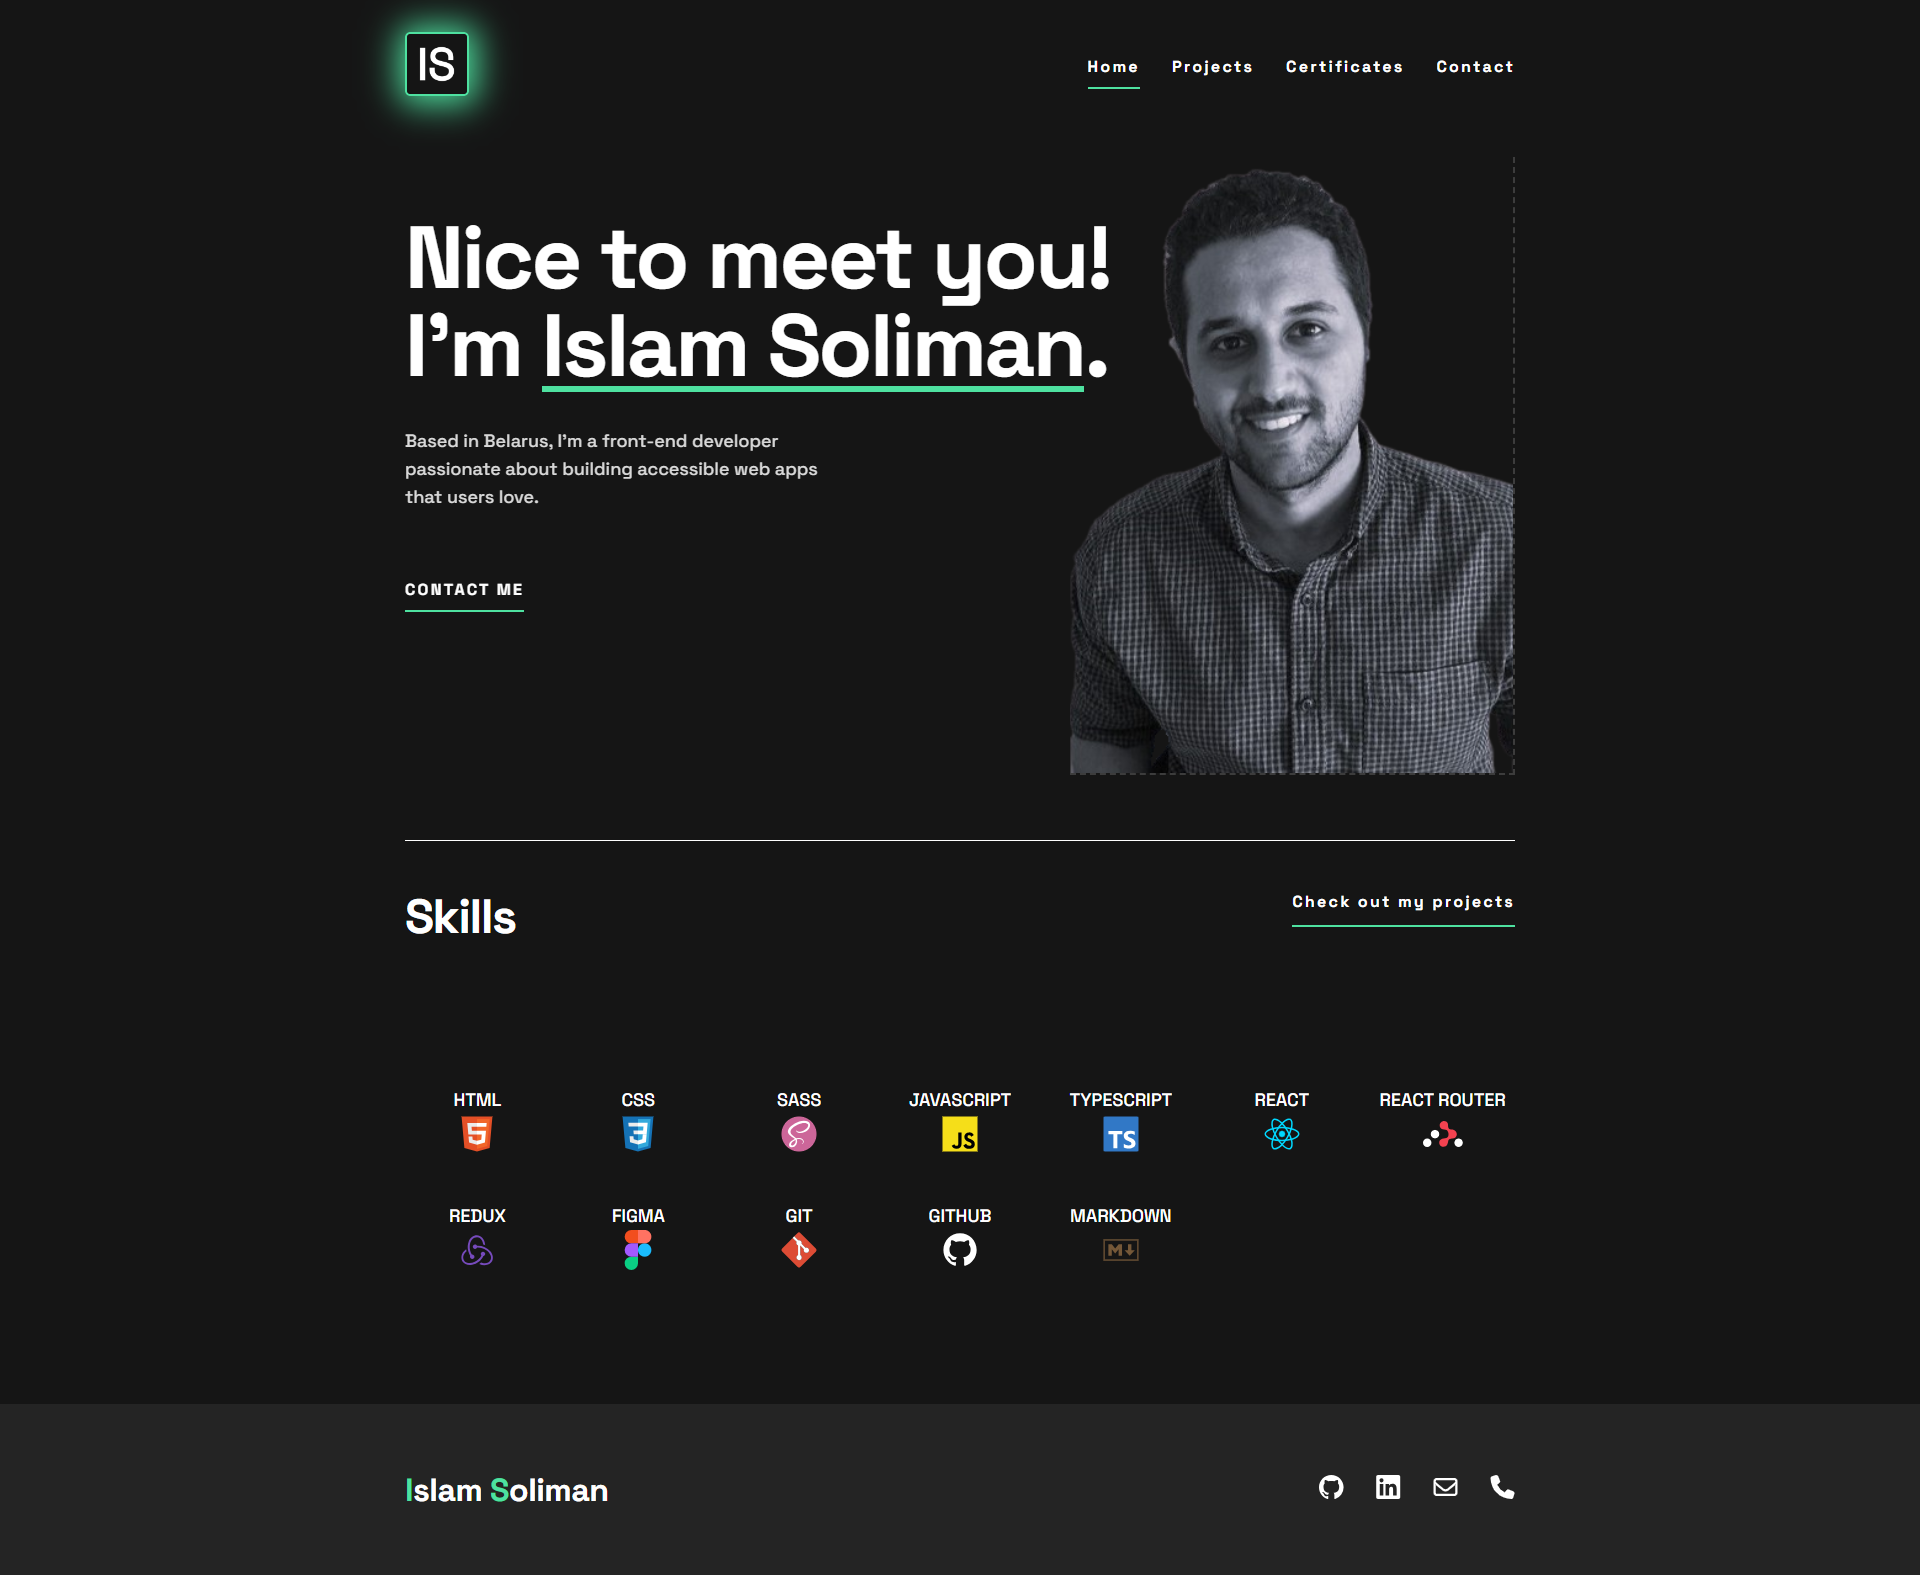 IS
Home Projects Certificates Contact
Nice to meet you!
I'm Islam Soliman.
Based in Belarus, I'm a front-end developer
passionate about building accessible web apps
that users love.
CONTACT ME
Skills
Check out my projects
HTML CSS SASS JAVASCRIPT TYPESCRIPT REACT REACT ROUTER
5 3 S JS TS
REDUX FIGMA GIT GITHUB MARKDOWN
M
Islam Soliman
in